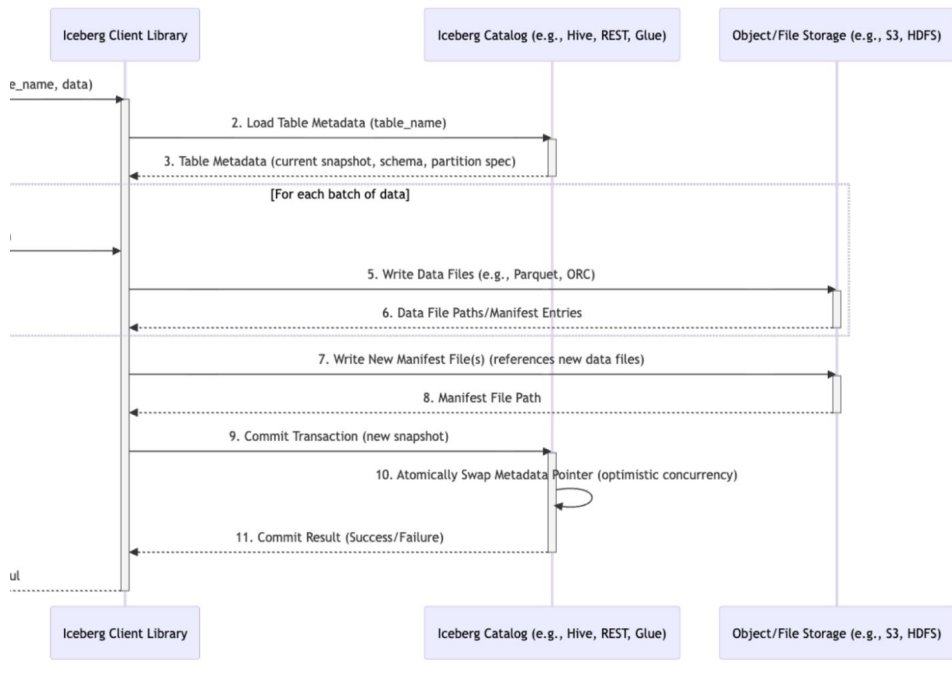 Iceberg Client Library
Iceberg Catalog (e.g., Hive, REST, Glue)
Object/File Storage (e.g., S3, HDFS)
e_name, data)
2. Load Table Metadata (table_name)
3. Table Metadata (current snapshot, schema, partition spec)
[For each batch of data]
)
5. Write Data Files (e.g., Parquet, ORC)
6. Data File Paths/Manifest Entries
7. Write New Manifest File(s) (references new data files)
8. Manifest File Path
9. Commit Transaction (new snapshot)
10. Atomically Swap Metadata Pointer (optimistic concurrency)
11. Commit Result (Success/Failure)
ul
Iceberg Client Library
Iceberg Catalog (e.g., Hive, REST, Glue)
Object/File Storage (e.g., S3, HDFS)